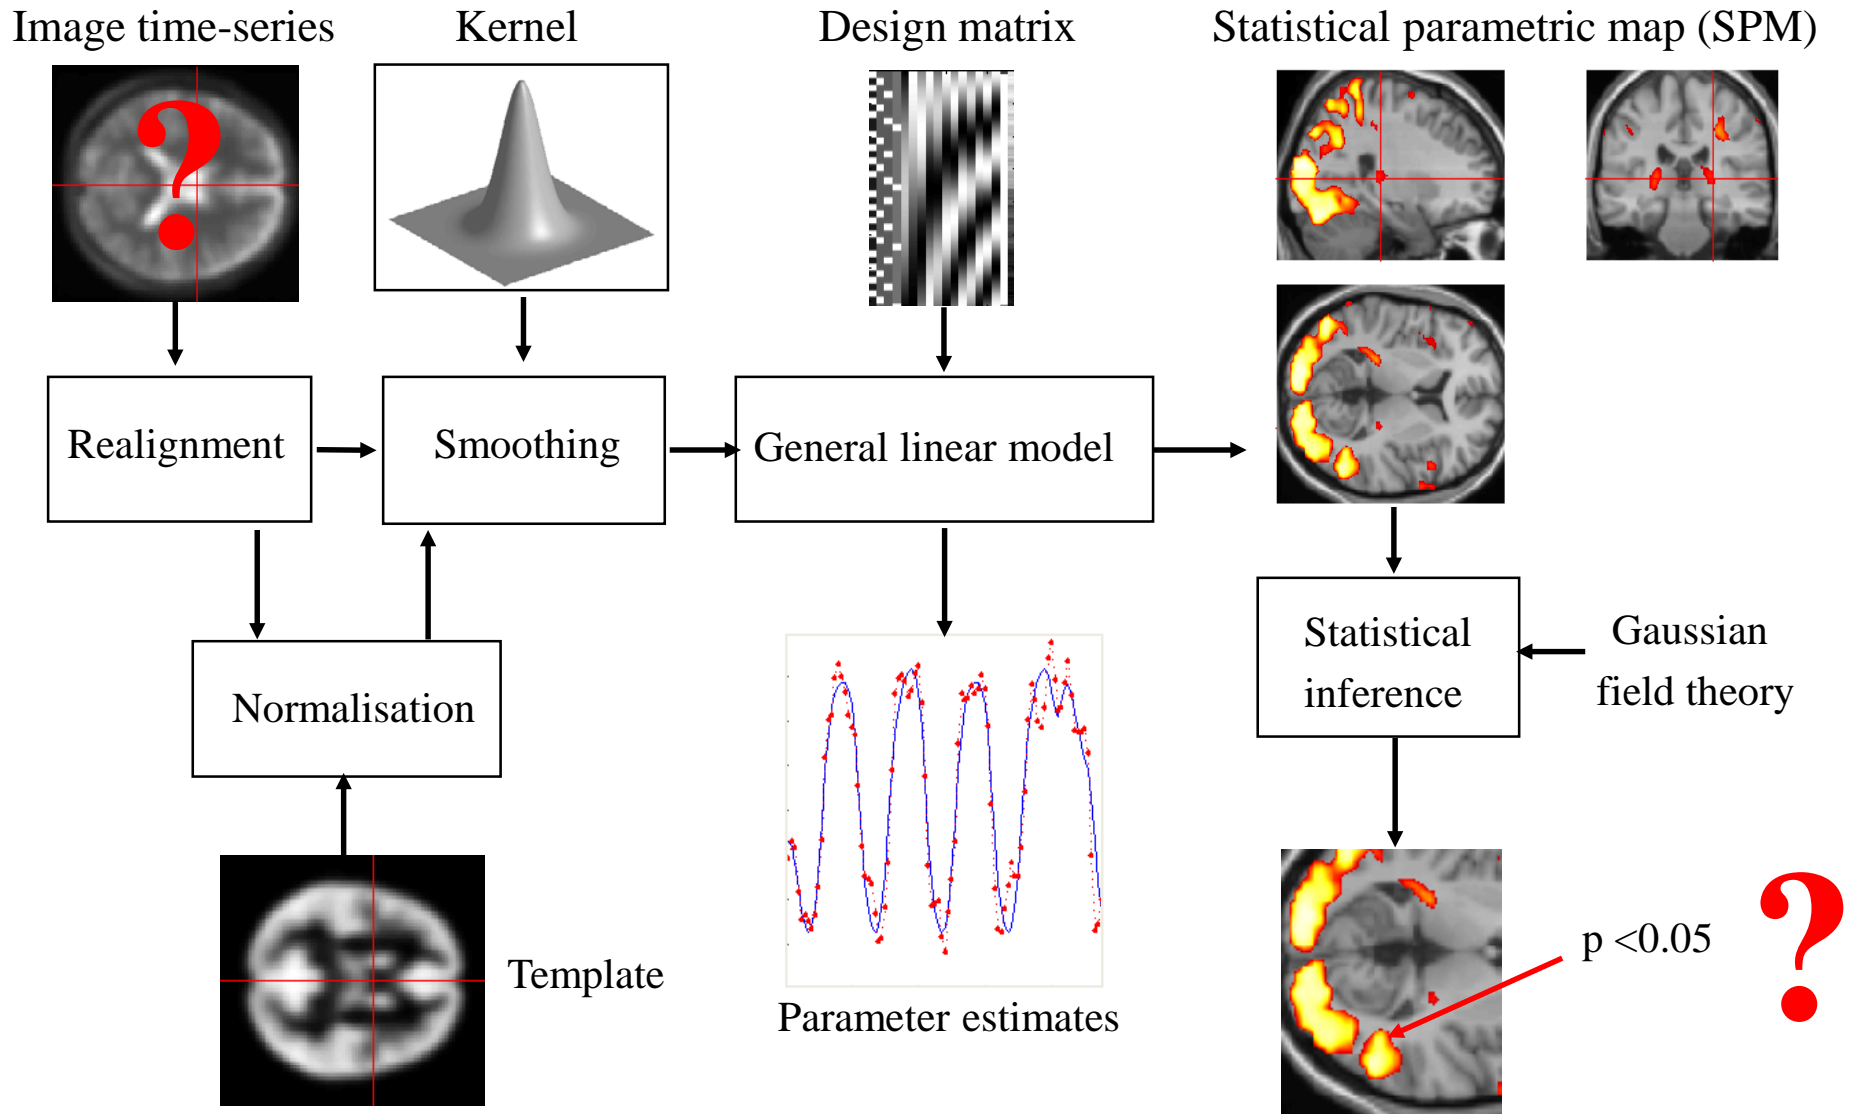 Image time-series
Kernel
Design matrix
Statistical parametric map (SPM)
?
Realignment
Smoothing
General linear model
Statistical
inference
Gaussian
field theory
Normalisation
Template
Parameter estimates
p <0.05
?